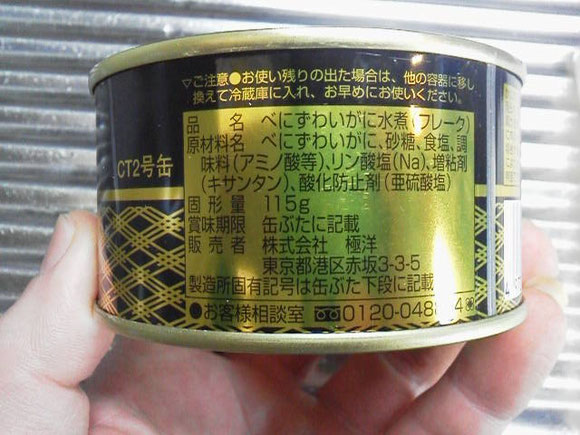 ▽ご注意●お使い残りの出た場合は、他の容器に移し
換えて冷蔵庫に入れ、お早めにお使いください。
品名 べにずわいがに水煮(フレーク)
原材料名 べにずわいがに、砂糖、食塩、調
味料(アミノ酸等)、リン酸塩(Na)、増粘剤
(キサンタン)、酸化防止剤(亜硫酸塩)
固形量 115g
賞味期限 缶ぶたに記載
販売者 株式会社 極洋
東京都港区赤坂3-3-5
製造所固有記号は缶ぶた下段に記載
●お客様相談室
CT2号缶